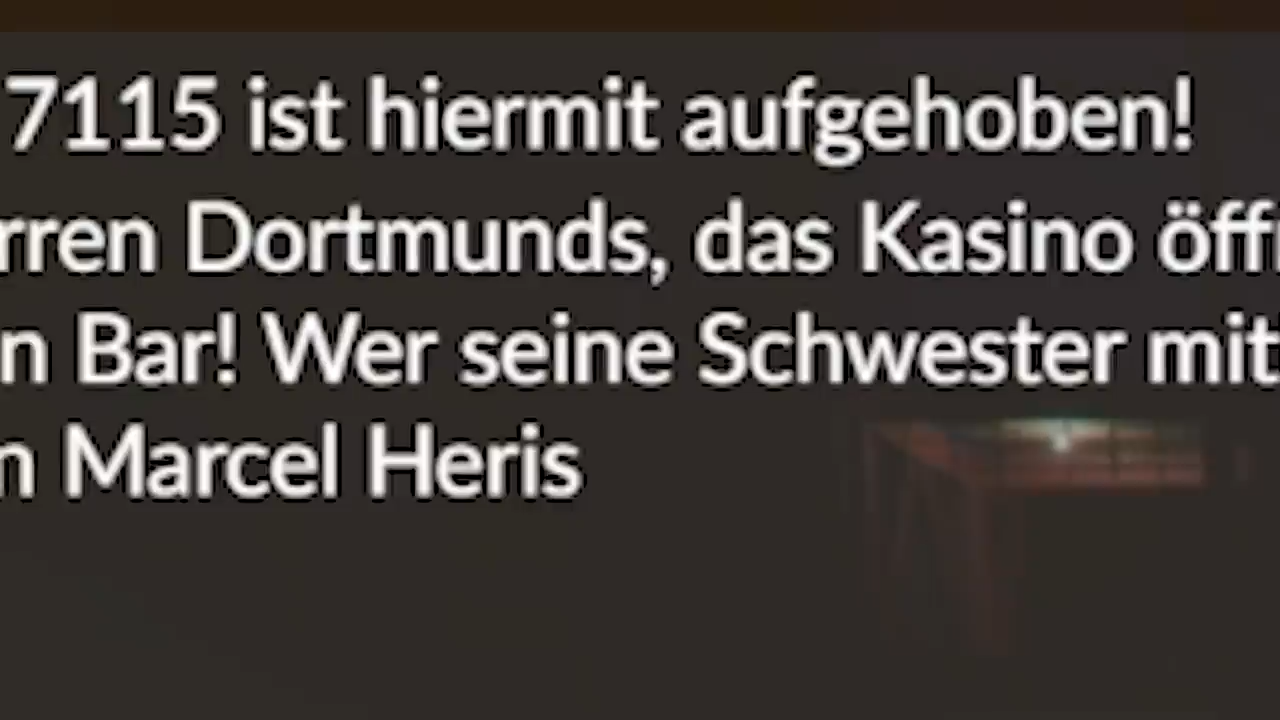 7115 ist hiermit aufgehoben!
rren Dortmunds, das Kasino öff
n Bar! Wer seine Schwester mit
n Marcel Heris